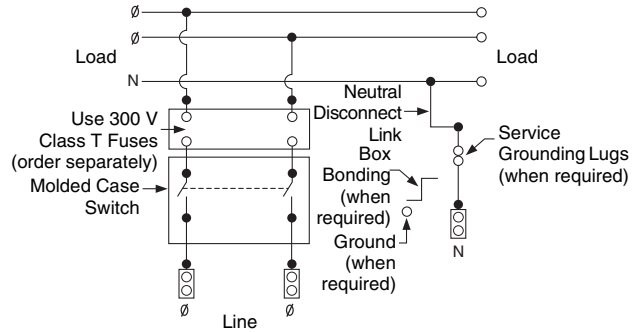 Ø
Ø
Load
Load
N
Use 300 V
Class T Fuses
(order separately)
Molded Case
Switch
Neutral
Disconnect
Link
Box
Bonding
(when
required)
Ground
(when
required)
Service
Grounding Lugs
(when required)
N
Ø
Ø
Line